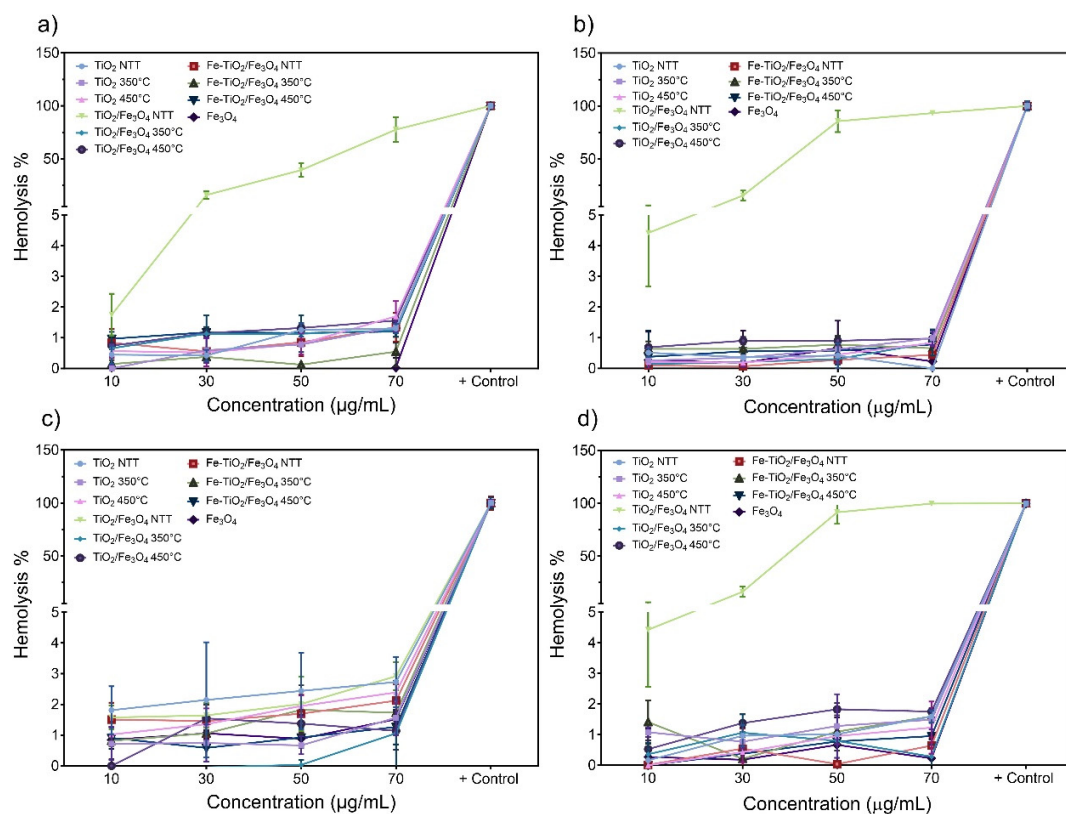 a)
150
100
50
5
4
3
2
1
0
Hemolysis %
TiO₂ NTT
TiO₂ 350°C
TiO₂ 450°C
TiO₂/Fe₃O₄ NTT
TiO₂/Fe₃O₄ 350°C
TiO₂/Fe₃O₄ 450°C
Fe-TiO₂/Fe₃O₄ NTT
Fe-TiO₂/Fe₃O₄ 350°C
Fe-TiO₂/Fe₃O₄ 450°C
Fe₃O₄
10 30 50 70 + Control
Concentration (µg/mL)
b)
150
100
50
5
4
3
2
1
0
Hemolysis %
TiO₂ NTT
TiO₂ 350°C
TiO₂ 450°C
TiO₂/Fe₃O₄ NTT
TiO₂/Fe₃O₄ 350°C
TiO₂/Fe₃O₄ 450°C
Fe-TiO₂/Fe₃O₄ NTT
Fe-TiO₂/Fe₃O₄ 350°C
Fe-TiO₂/Fe₃O₄ 450°C
Fe₃O₄
10 30 50 70 + Control
Concentration (μg/mL)
c)
150
100
50
5
4
3
2
1
0
Hemolysis %
TiO₂ NTT
TiO₂ 350°C
TiO₂ 450°C
TiO₂/Fe₃O₄ NTT
TiO₂/Fe₃O₄ 350°C
TiO₂/Fe₃O₄ 450°C
Fe-TiO₂/Fe₃O₄ NTT
Fe-TiO₂/Fe₃O₄ 350°C
Fe-TiO₂/Fe₃O₄ 450°C
Fe₃O₄
10 30 50 70 + Control
Concentration (µg/mL)
d)
150
100
50
5
4
3
2
1
0
Hemolysis %
TiO₂ NTT
TiO₂ 350°C
TiO₂ 450°C
TiO₂/Fe₃O₄ NTT
TiO₂/Fe₃O₄ 350°C
TiO₂/Fe₃O₄ 450°C
Fe-TiO₂/Fe₃O₄ NTT
Fe-TiO₂/Fe₃O₄ 350°C
Fe-TiO₂/Fe₃O₄ 450°C
Fe₃O₄
10 30 50 70 + Control
Concentration (μg/mL)